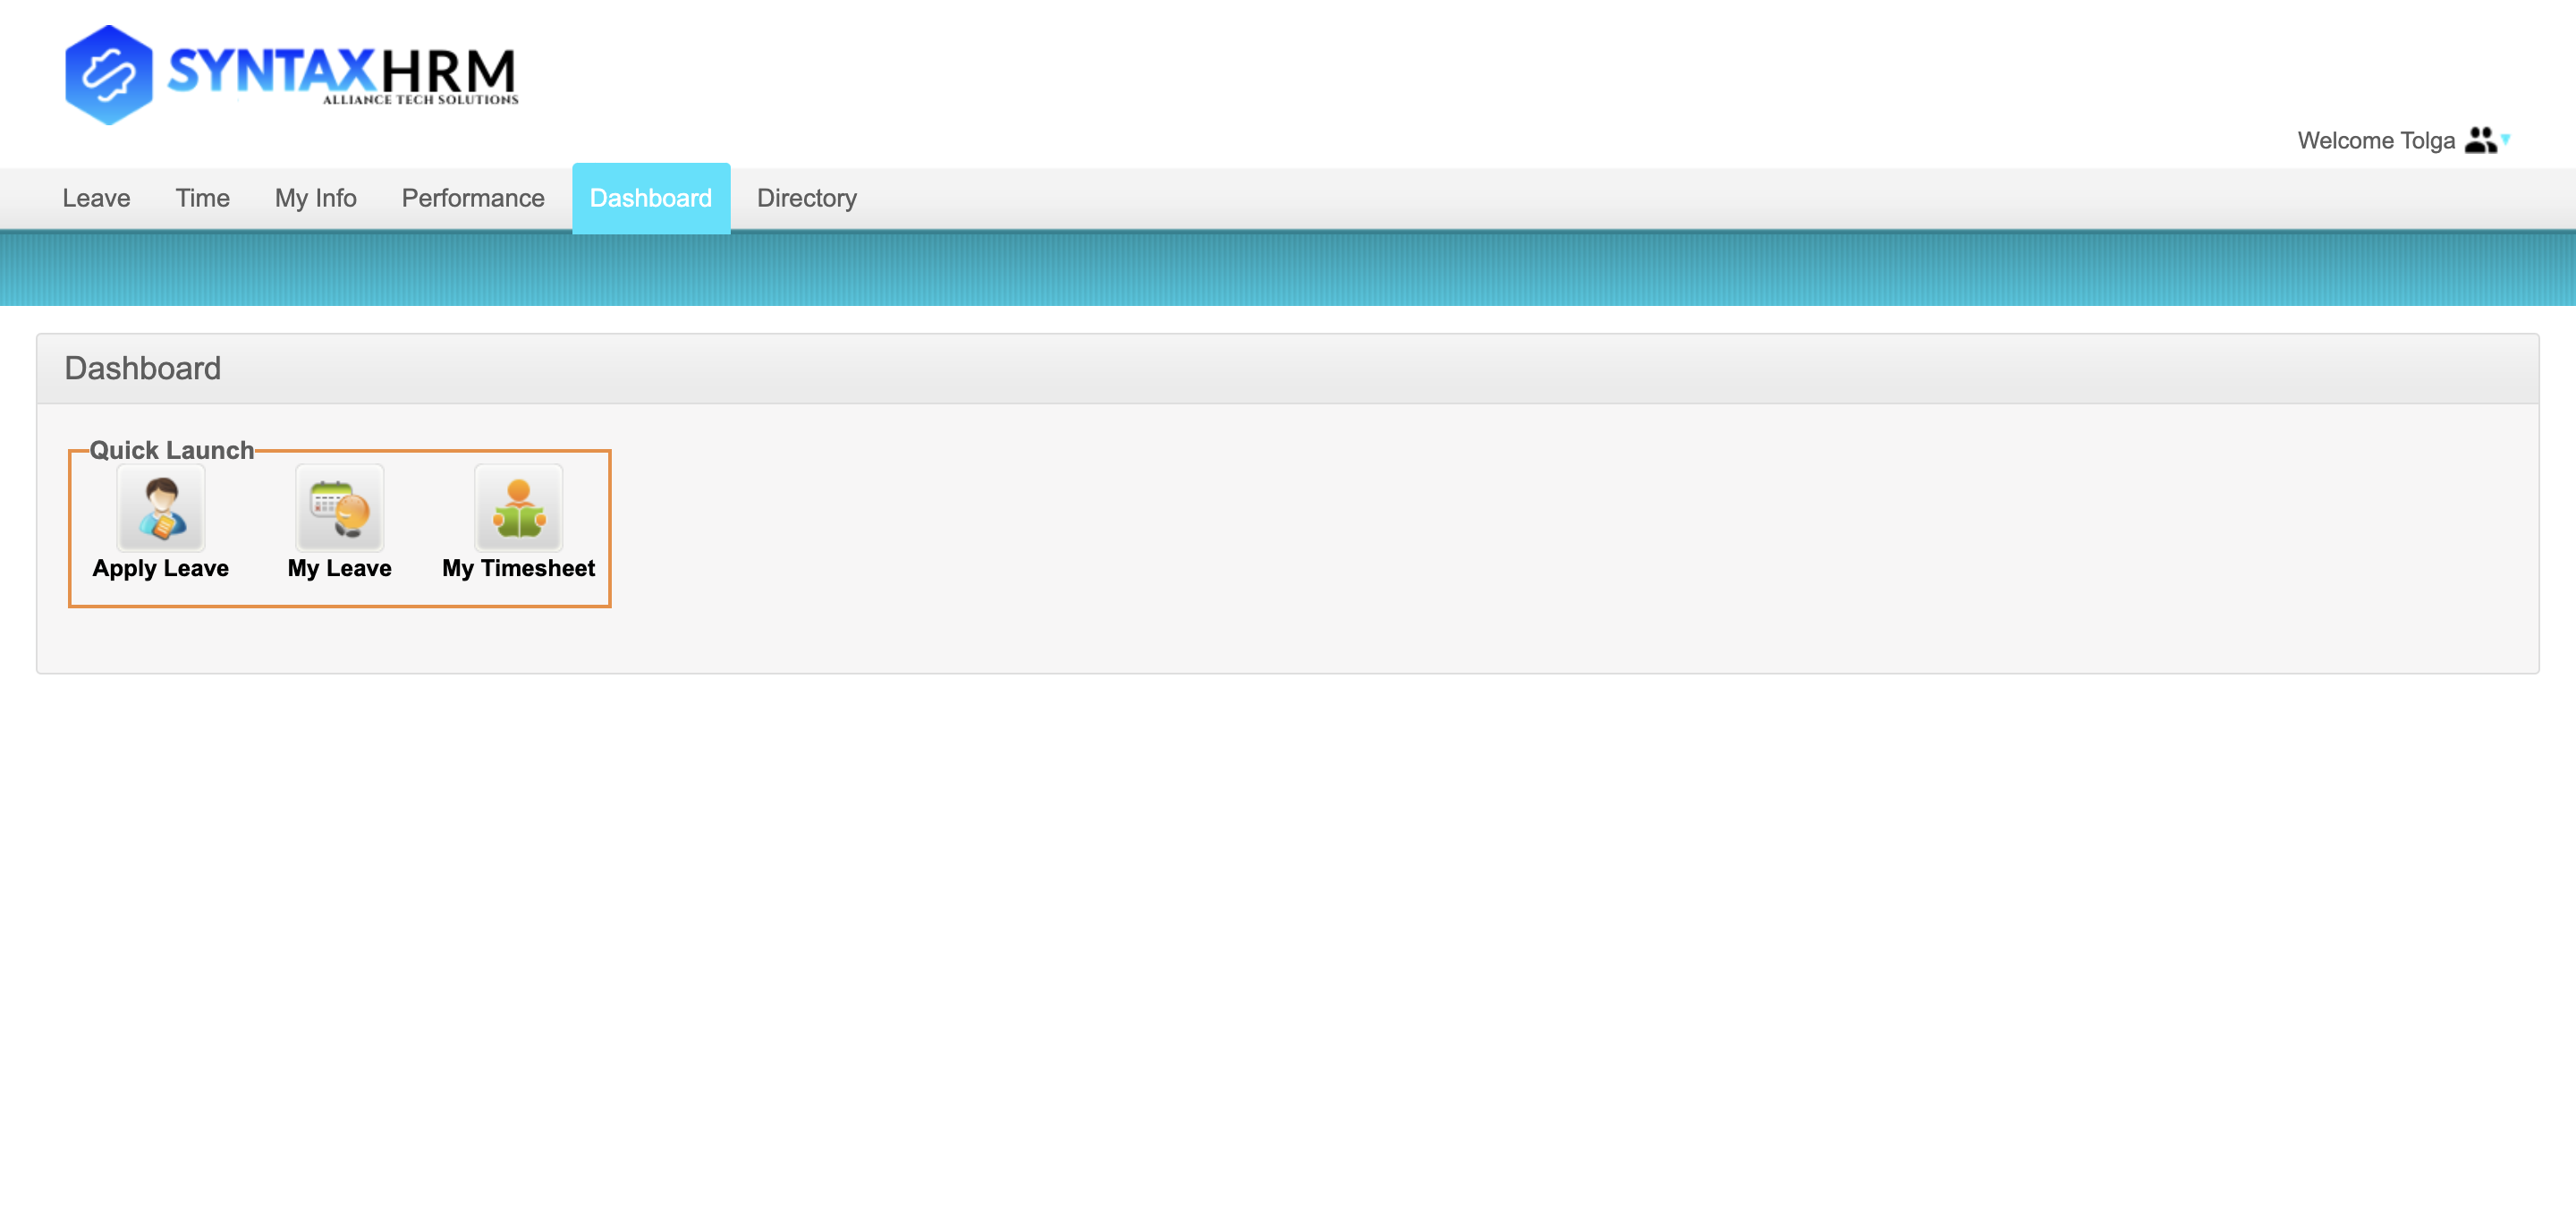 SYNTAXHRM
ALLIANCE TECH SOLUTIONS
Welcome Tolga
Leave Time My Info Performance Dashboard Directory
Dashboard
Quick Launch
Apply Leave My Leave My Timesheet